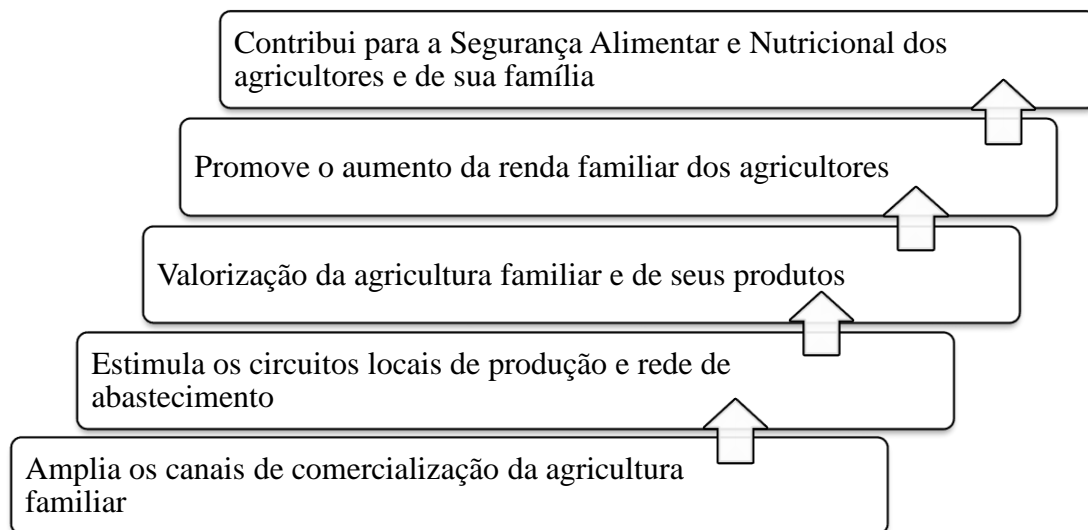 Contribui para a Segurança Alimentar e Nutricional dos
agricultores e de sua família
Promove o aumento da renda familiar dos agricultores
Valorização da agricultura familiar e de seus produtos
Estimula os circuitos locais de produção e rede de
abastecimento
Amplia os canais de comercialização da agricultura
familiar